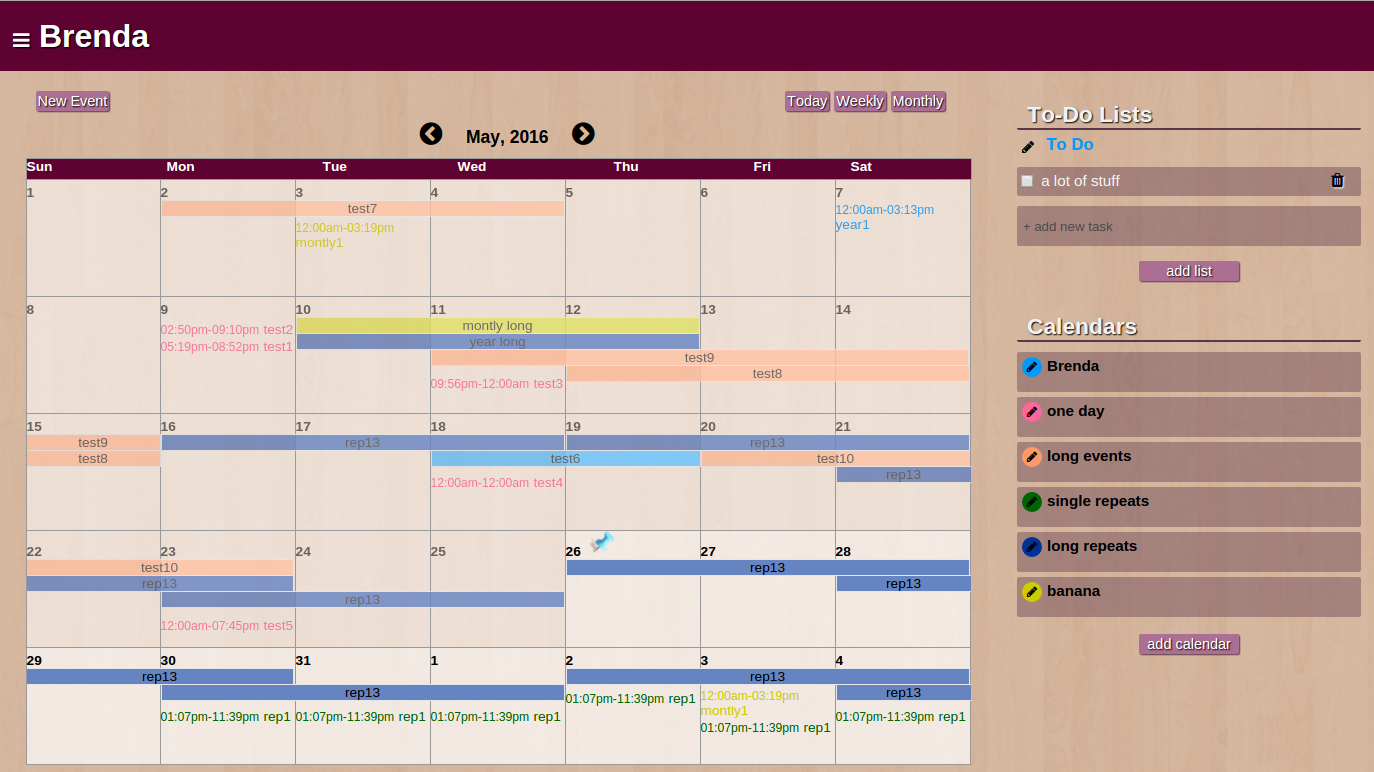 ≡ Brenda
New Event
Today Weekly Monthly
May, 2016
Sun Mon Tue Wed Thu Fri Sat
1 2 3 4 5 6 7
test7
12:00am-03:13pm
year1
12:00am-03:19pm
montly1
8 9 10 11 12 13 14
montly long
02:50pm-09:10pm test2
year long
05:19pm-08:52pm test1
test9
test8
09:56pm-12:00am test3
15 16 17 18 19 20 21
test9 rep13 rep13
test8 test6 test10
rep13
12:00am-12:00am test4
22 23 24 25 26 27 28
test10 rep13
rep13 rep13
rep13
12:00am-07:45pm test5
29 30 31 1 2 3 4
rep13 rep13
rep13 rep13
01:07pm-11:39pm rep1 12:00am-03:19pm
montly1
01:07pm-11:39pm rep1 01:07pm-11:39pm rep1 01:07pm-11:39pm rep1 01:07pm-11:39pm rep1
01:07pm-11:39pm rep1
To-Do Lists
To Do
a lot of stuff
+ add new task
add list
Calendars
Brenda
one day
long events
single repeats
long repeats
banana
add calendar